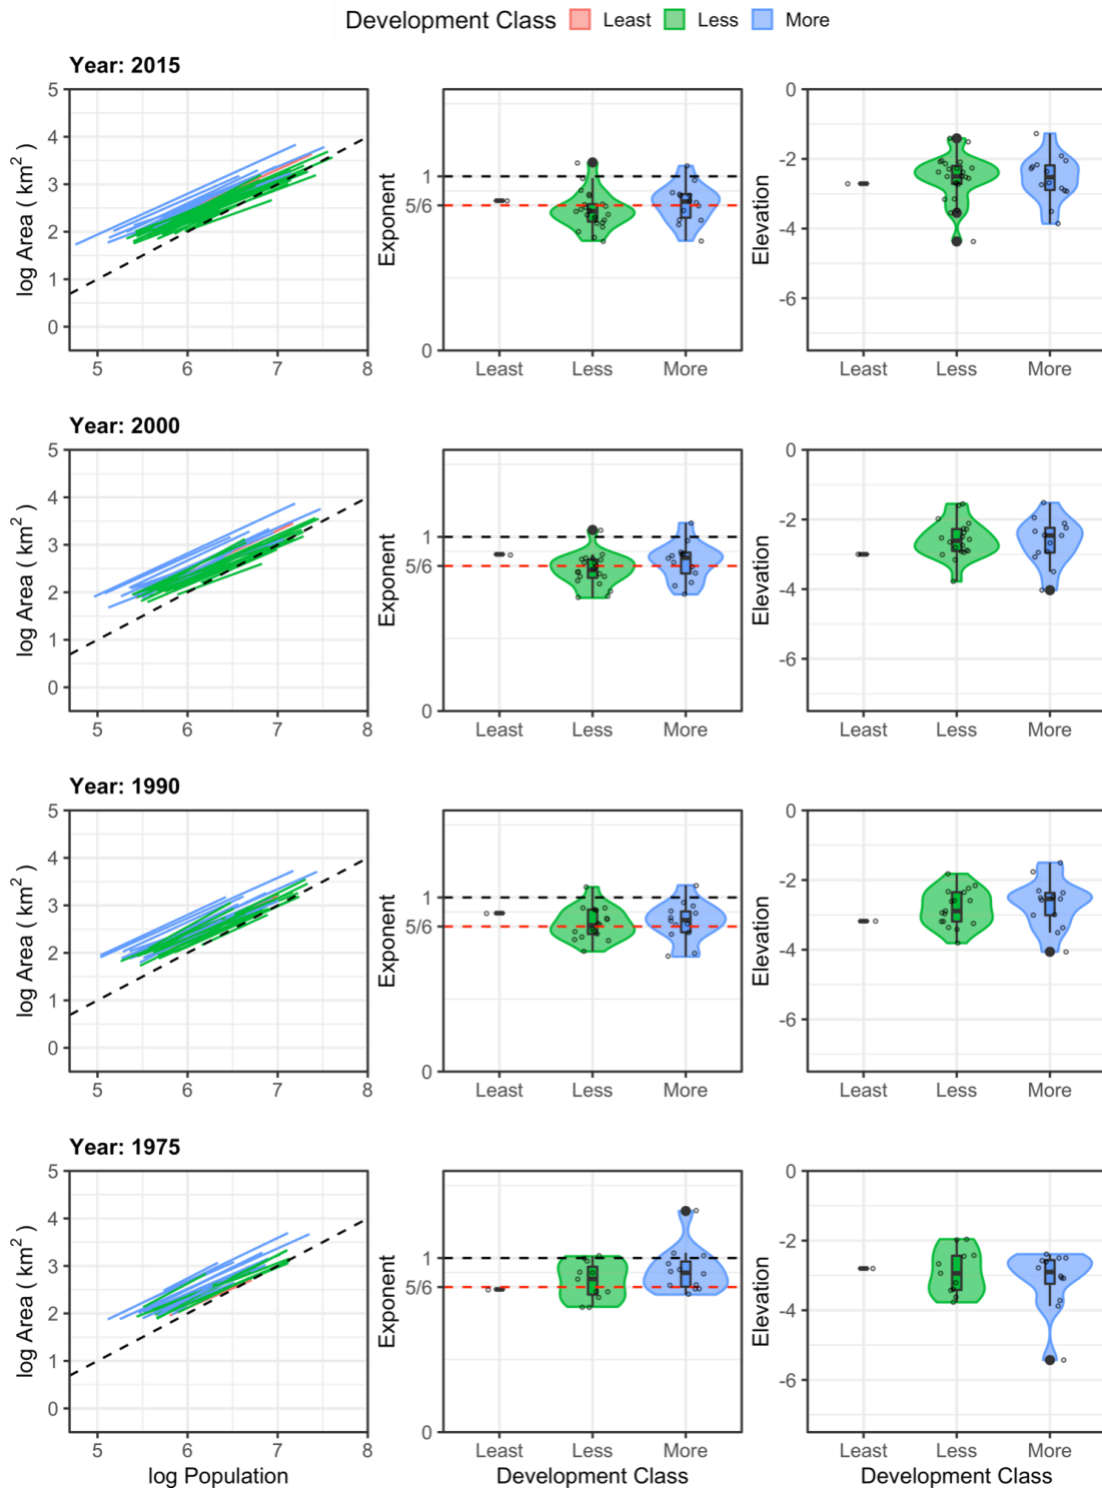 Development Class Least Less More
Year: 2015
5
4
3
2
1
0
log Area ( km²)
5 6 7 8
1
5/6
0
Exponent
Least Less More
0
-2
-4
-6
Elevation
Least Less More
Year: 2000
5
4
3
2
1
0
log Area ( km²)
5 6 7 8
1
5/6
0
Exponent
Least Less More
0
-2
-4
-6
Elevation
Least Less More
Year: 1990
5
4
3
2
1
0
log Area ( km²)
5 6 7 8
1
5/6
0
Exponent
Least Less More
0
-2
-4
-6
Elevation
Least Less More
Year: 1975
5
4
3
2
1
0
log Area ( km²)
5 6 7 8
log Population
1
5/6
0
Exponent
Least Less More
Development Class
0
-2
-4
-6
Elevation
Least Less More
Development Class